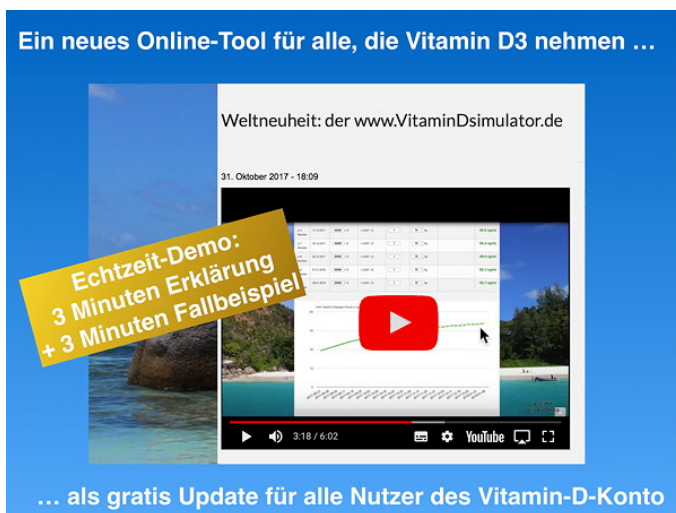 Ein neues Online-Tool für alle, die Vitamin D3 nehmen …
Weltneuheit: der www.VitaminDsimulator.de
31. Oktober 2017 - 18:09
Echtzeit-Demo:
3 Minuten Erklärung
+ 3 Minuten Fallbeispiel
3:18 / 6:02
YouTube
… als gratis Update für alle Nutzer des Vitamin-D-Konto